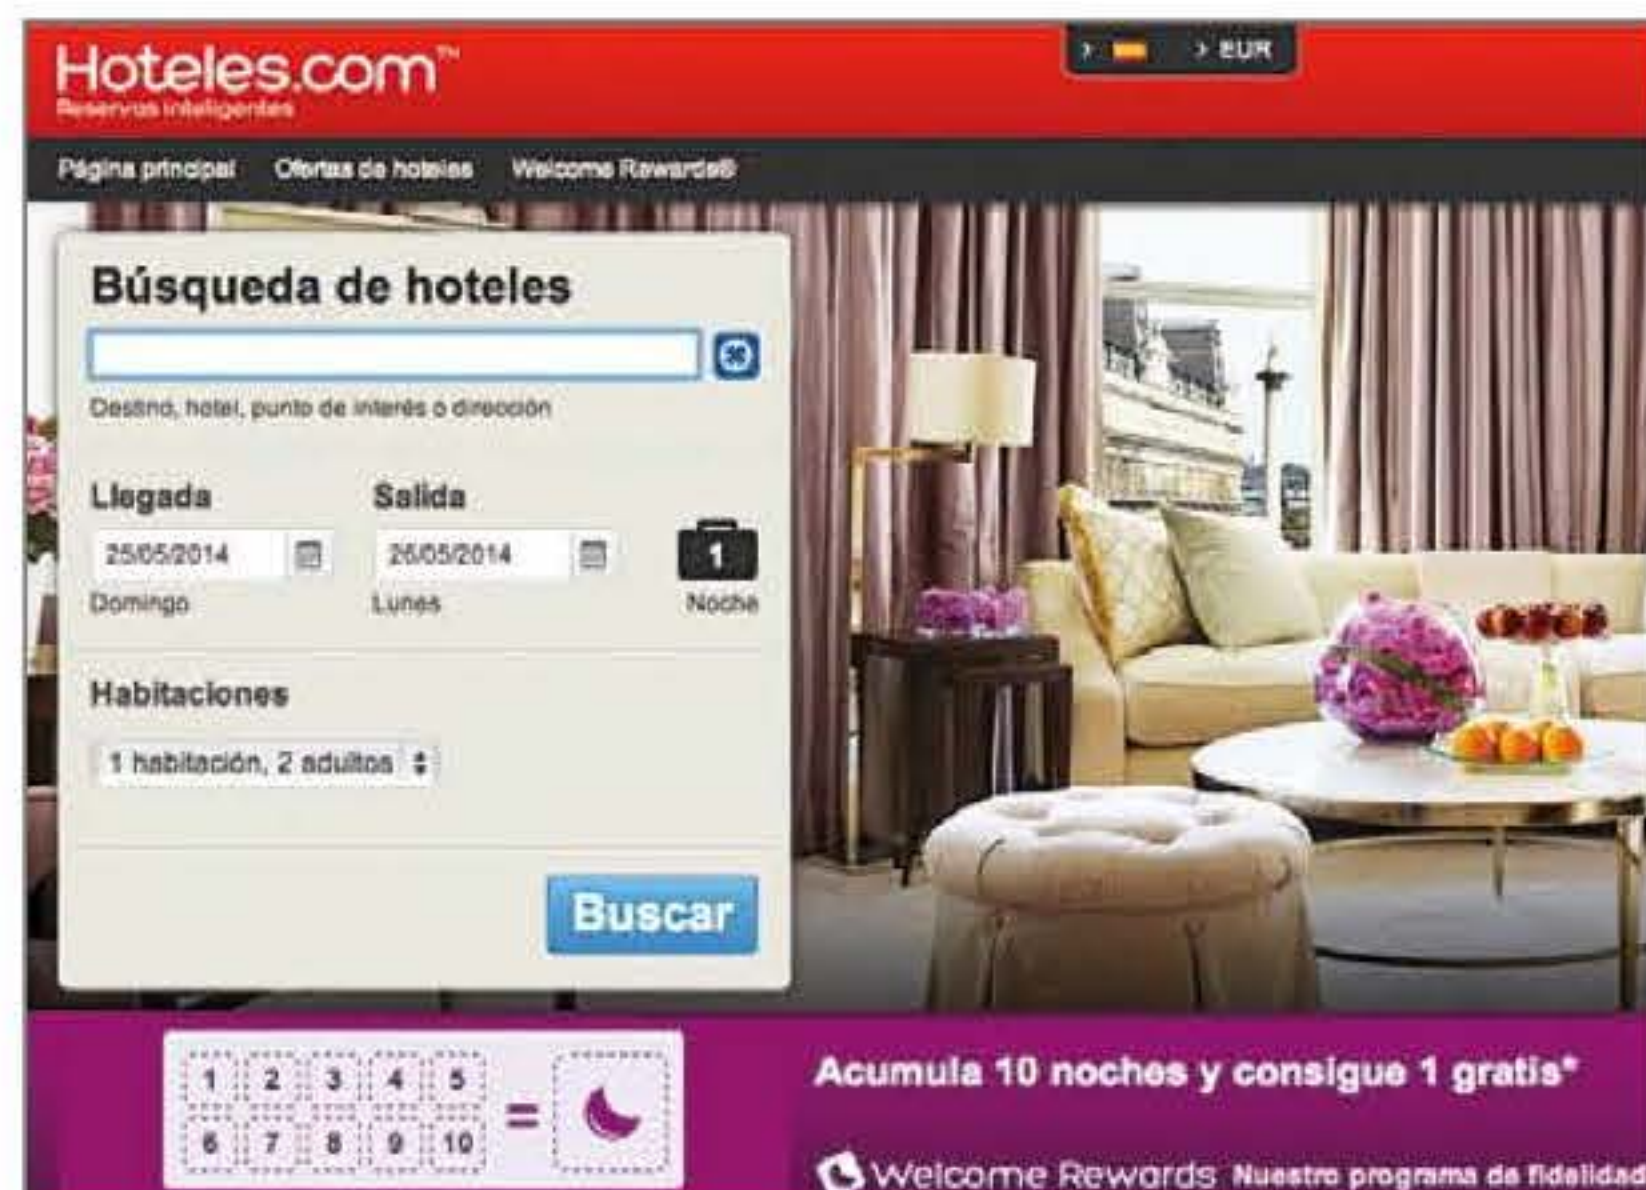 Hoteles.com™
Reservas inteligentes
> > EUR
Página principal Ofertas de hoteles Welcome Rewards®
Búsqueda de hoteles
Destino, hotel, punto de interés o dirección
Llegada Salida
25/05/2014 26/05/2014 1
Domingo Lunes Noche
Habitaciones
1 habitación, 2 adultos
Buscar
1 2 3 4 5
6 7 8 9 10
=
Acumula 10 noches y consigue 1 gratis*
Welcome Rewards Nuestro programa de fidelidad